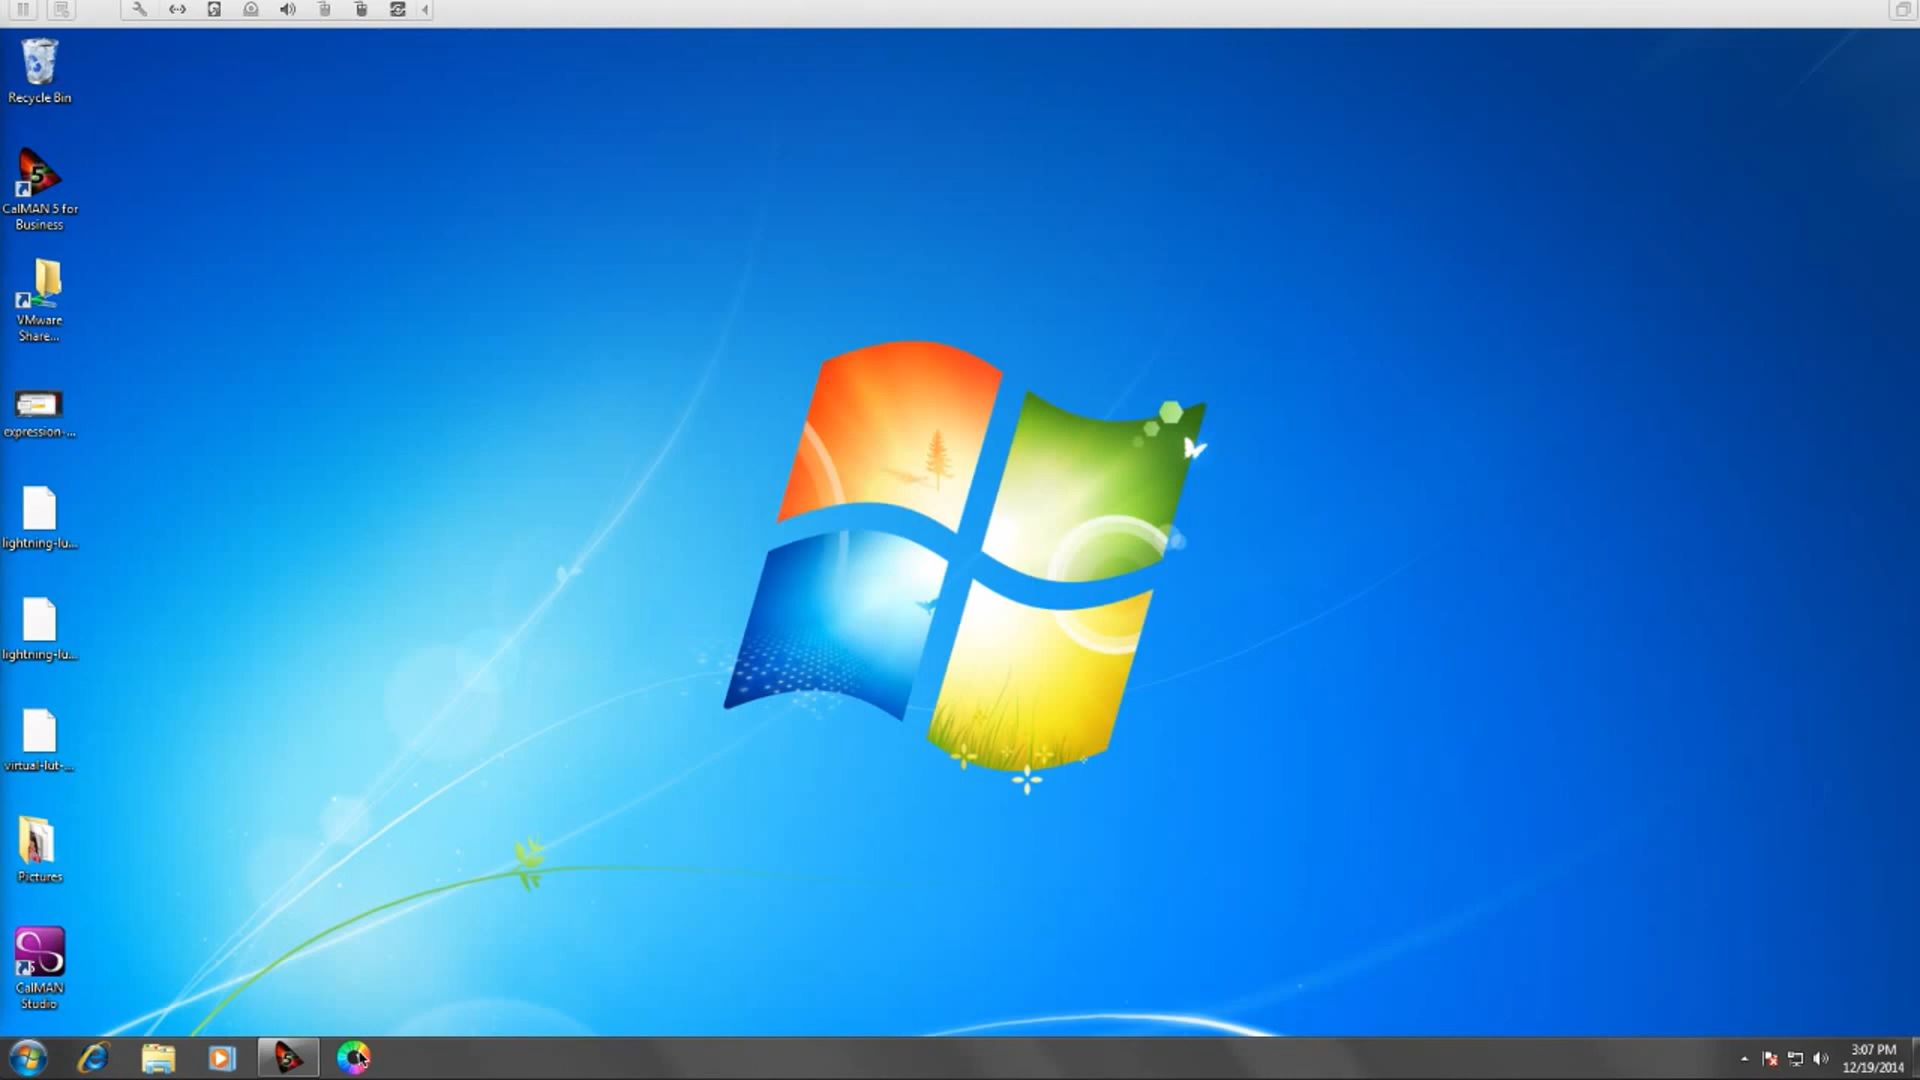 Recycle Bin
CalMAN 5 for
Business
VMware
Share...
expression-...
lightning-lu...
lightning-lu...
virtual-lut-...
Pictures
CalMAN
Studio
3:07 PM
12/19/2014